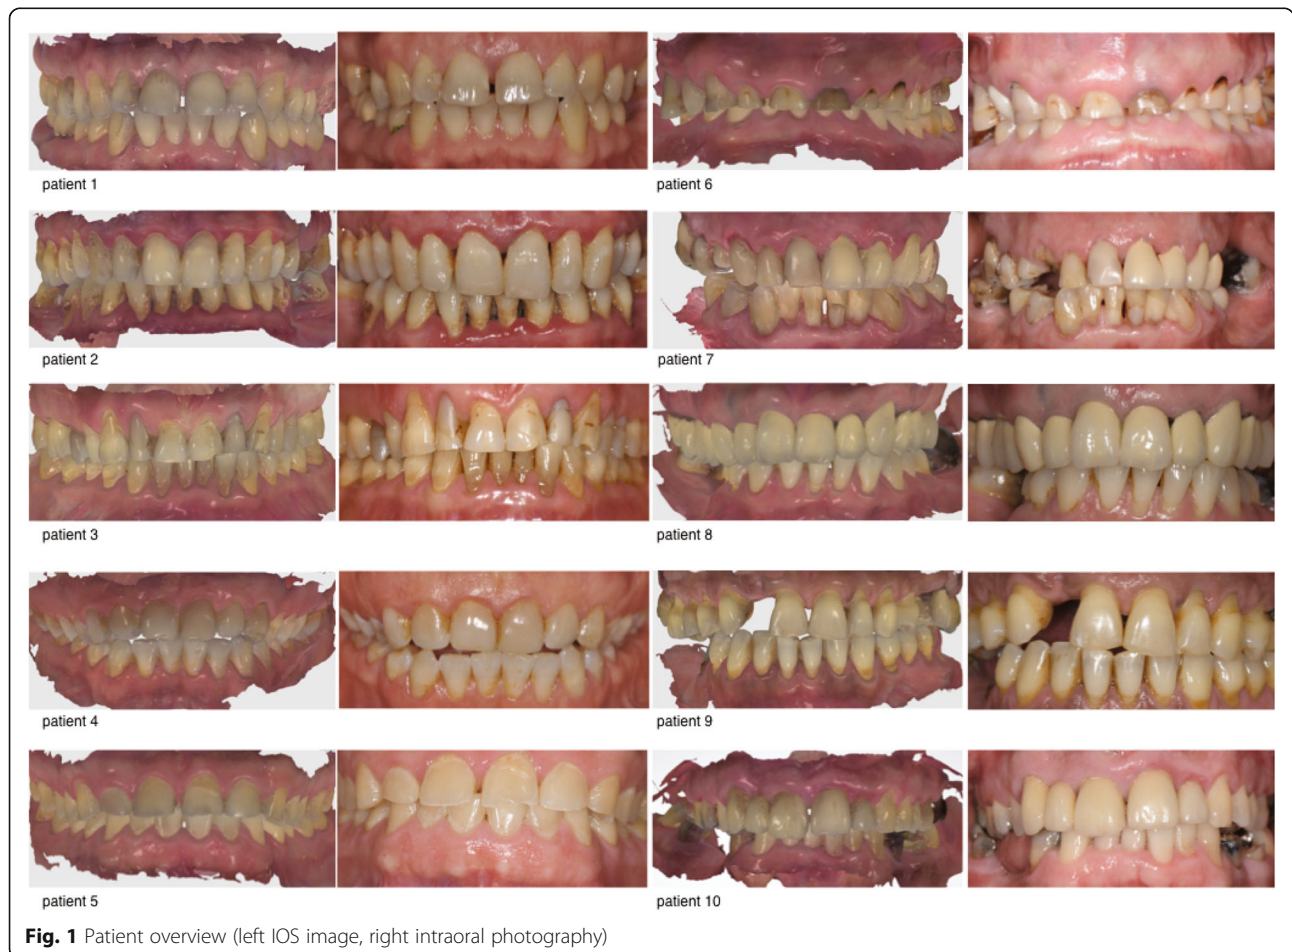 patient 1
patient 6
patient 2
patient 7
patient 3
patient 8
patient 4
patient 9
patient 5
patient 10
Fig. 1 Patient overview (left IOS image, right intraoral photography)